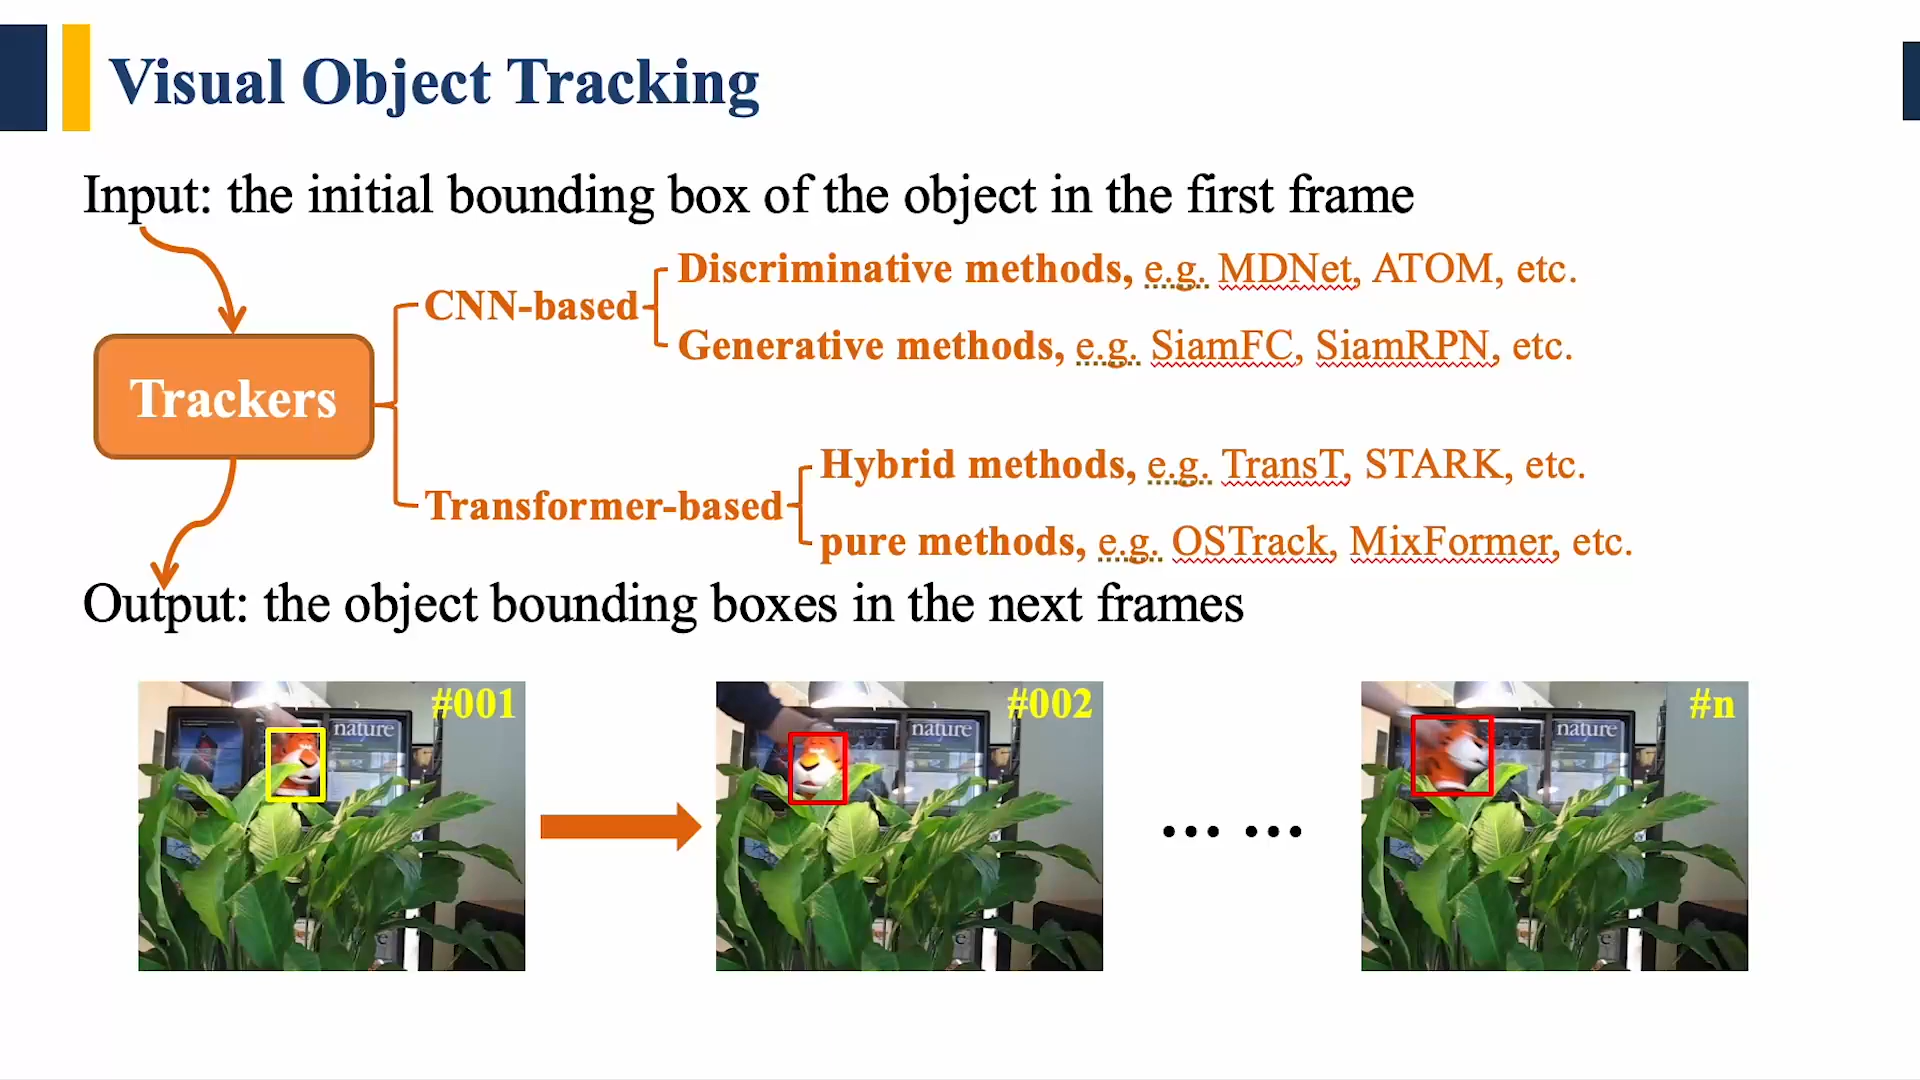 Visual Object Tracking
Input: the initial bounding box of the object in the first frame
Discriminative methods, e.g. MDNet, ATOM, etc.
CNN-based
Generative methods, e.g. SiamFC, SiamRPN, etc.
Trackers
Hybrid methods, e.g. TransT, STARK, etc.
Transformer-based
pure methods, e.g. OSTrack, MixFormer, etc.
Output: the object bounding boxes in the next frames
#001
nature
#002
nature
#n
nature